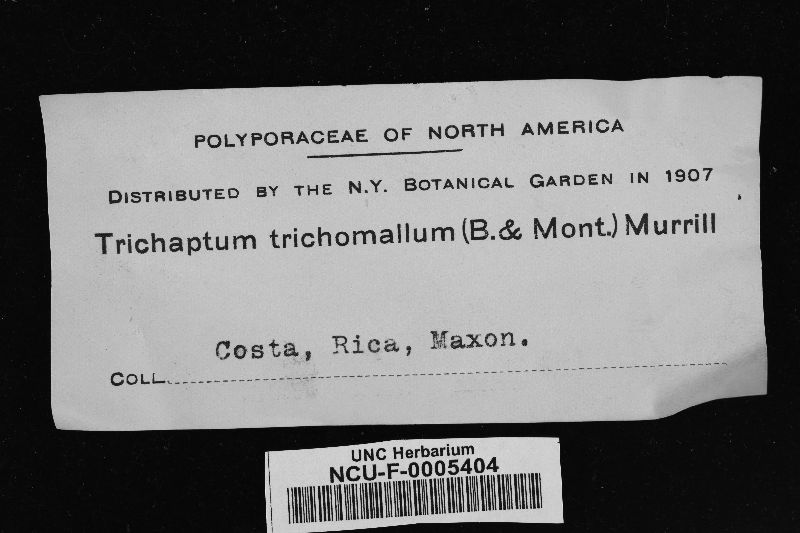 POLYPORACEAE OF NORTH AMERICA
DISTRIBUTED BY THE N.Y. BOTANICAL GARDEN IN 1907
Trichaptum trichomallum (B. & Mont.) Murrill
Costa, Rica, Maxon.
COLL.
UNC Herbarium
NCU-F-0005404